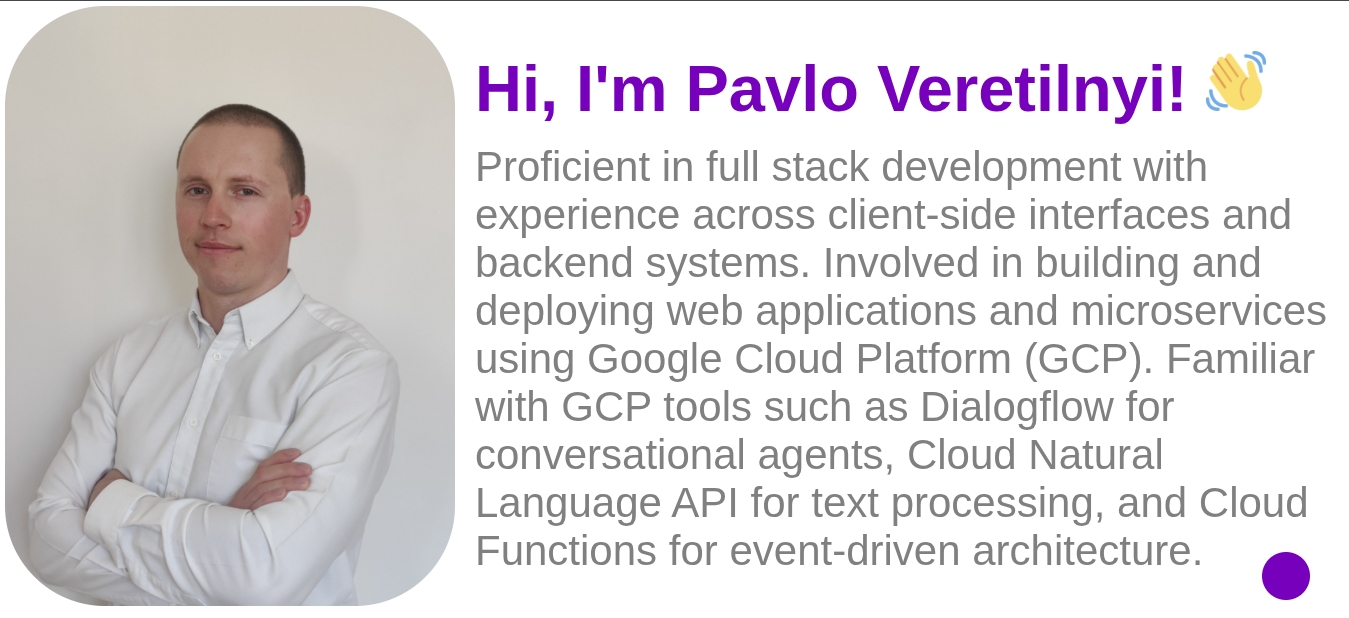 Hi, I'm Pavlo Veretilnyi! 👋
Proficient in full stack development with
experience across client-side interfaces and
backend systems. Involved in building and
deploying web applications and microservices
using Google Cloud Platform (GCP). Familiar
with GCP tools such as Dialogflow for
conversational agents, Cloud Natural
Language API for text processing, and Cloud
Functions for event-driven architecture.